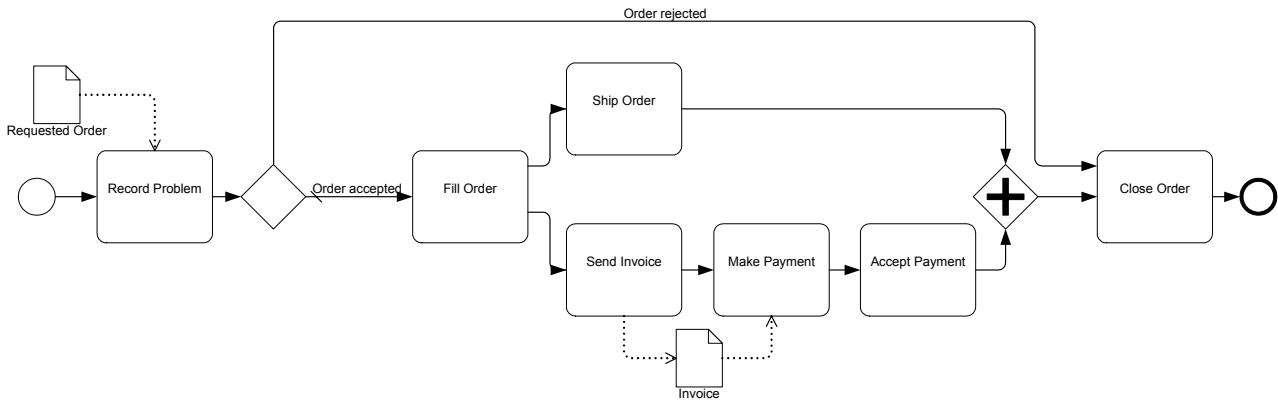 Order rejected
Ship Order
Requested Order
Record Problem
Order accepted
Fill Order
Close Order
Send Invoice
Make Payment
Accept Payment
Invoice